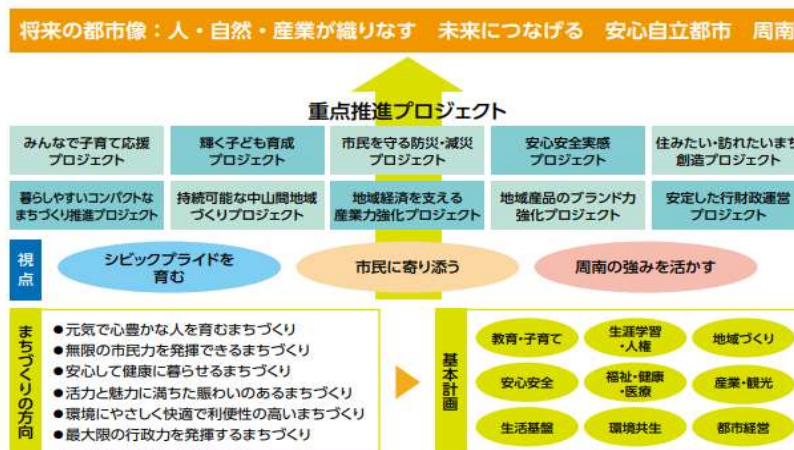 将来の都市像：人・自然・産業が織りなす　未来につなげる　安心自立都市　周南
重点推進プロジェクト
みんなで子育て応援
プロジェクト
輝く子ども育成
プロジェクト
市民を守る防災・減災
プロジェクト
安心安全実感
プロジェクト
住みたい・訪れたいまち
創造プロジェクト
暮らしやすいコンパクトな
まちづくり推進プロジェクト
持続可能な中山間地域
づくりプロジェクト
地域経済を支える
産業力強化プロジェクト
地域産品のブランド力
強化プロジェクト
安定した行財政運営
プロジェクト
視点
シビックプライドを
育む
市民に寄り添う
周南の強みを活かす
まちづくりの方向
●元気で心豊かな人を育むまちづくり
●無限の市民力を発揮できるまちづくり
●安心して健康に暮らせるまちづくり
●活力と魅力に満ちた賑わいのあるまちづくり
●環境にやさしく快適で利便性の高いまちづくり
●最大限の行政力を発揮するまちづくり
基本計画
教育・子育て
生涯学習
・人権
地域づくり
安心安全
福祉・健康
・医療
産業・観光
生活基盤
環境共生
都市経営